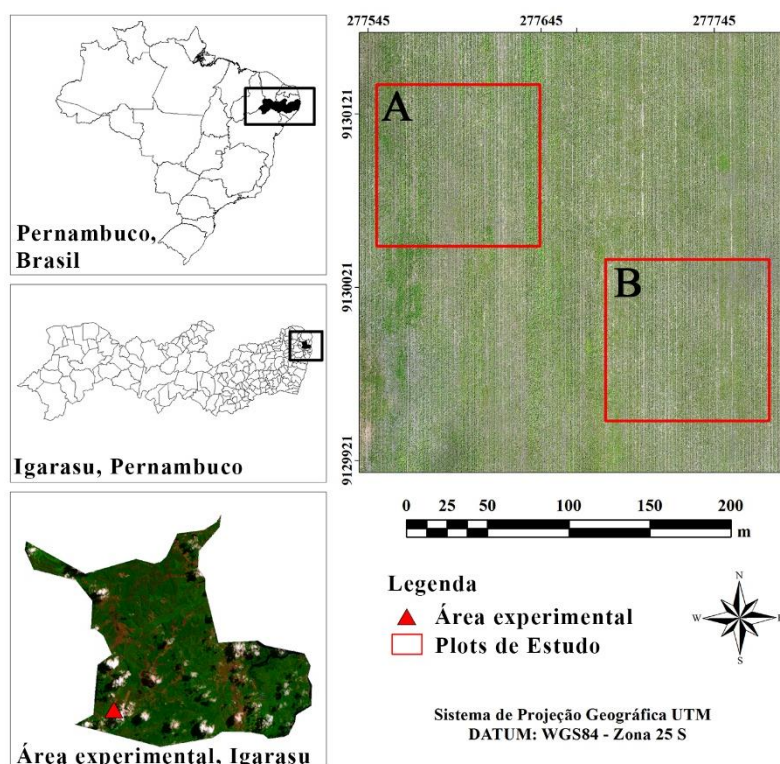 Pernambuco,
Brasil
Igarasu, Pernambuco
Área experimental, Igarasu
277545 277645 277745
9130121
9130021
9129921
A
B
0 25 50 100 150 200
m
Legenda
Área experimental
Plots de Estudo
N
W E
S
Sistema de Projeção Geográfica UTM
DATUM: WGS84 - Zona 25 S